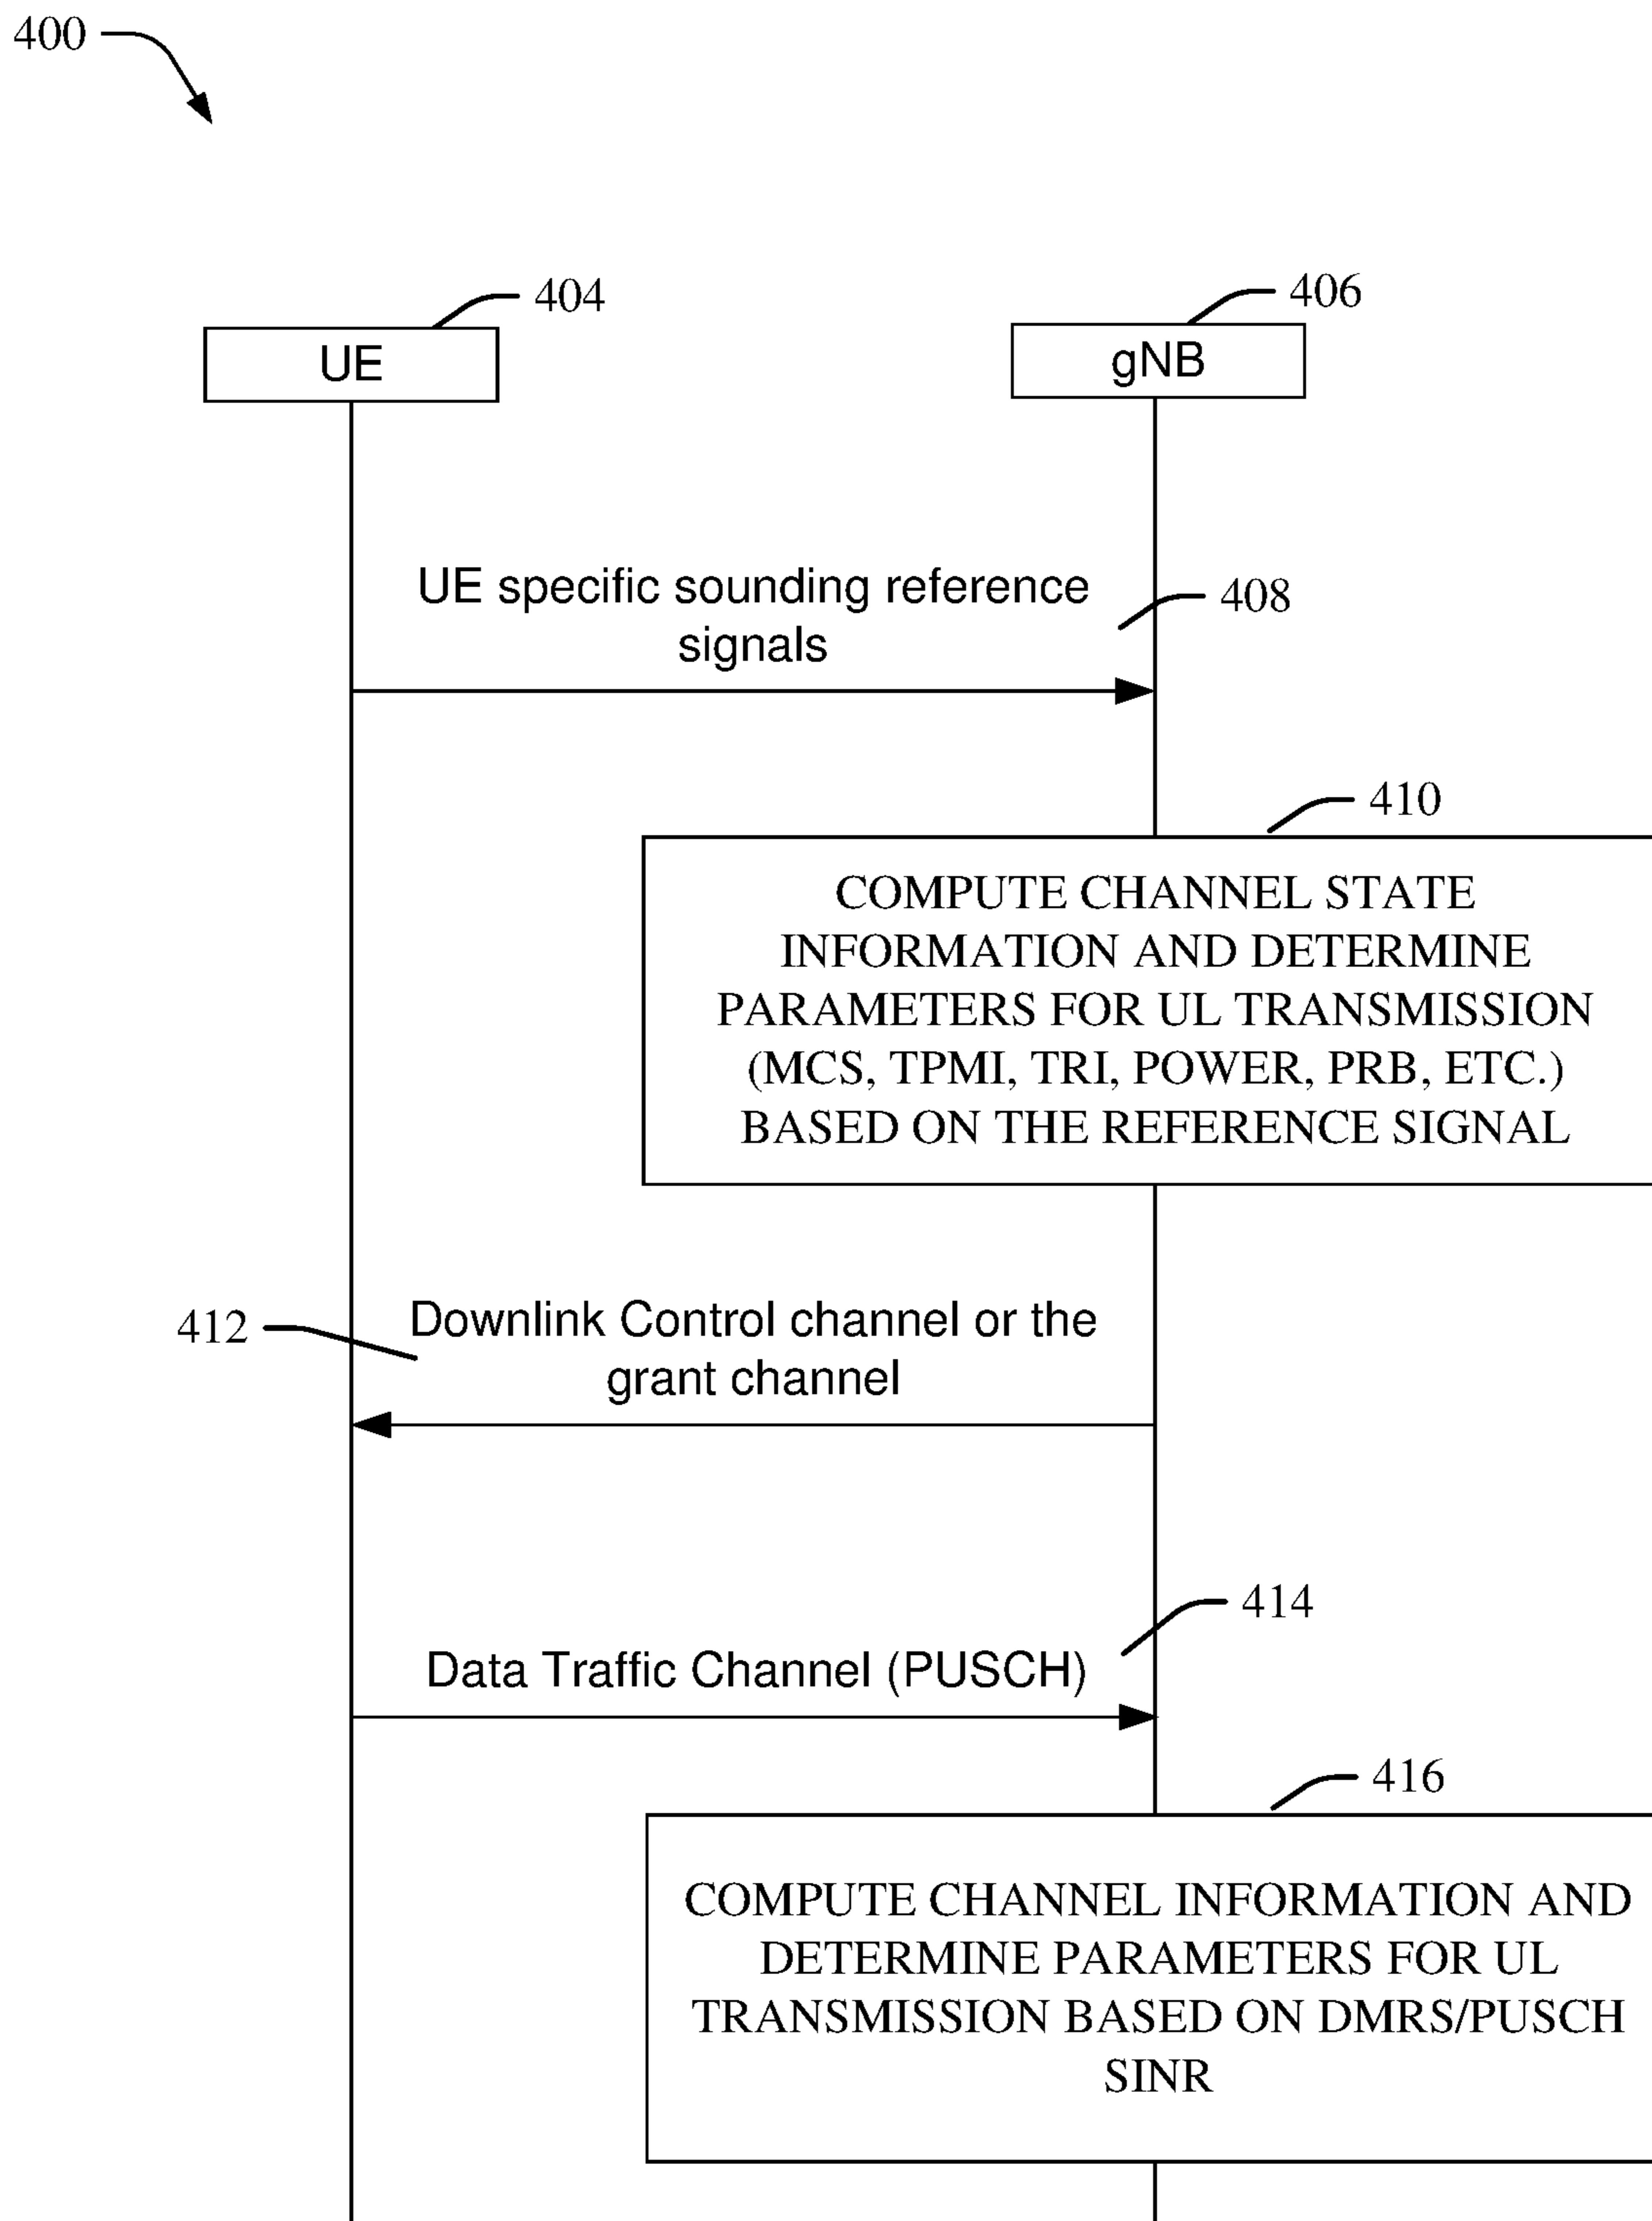 400
404
406
UE
gNB
UE specific sounding reference
signals
408
410
COMPUTE CHANNEL STATE
INFORMATION AND DETERMINE
PARAMETERS FOR UL TRANSMISSION
(MCS, TPMI, TRI, POWER, PRB, ETC.)
BASED ON THE REFERENCE SIGNAL
412
Downlink Control channel or the
grant channel
414
Data Traffic Channel (PUSCH)
416
COMPUTE CHANNEL INFORMATION AND
DETERMINE PARAMETERS FOR UL
TRANSMISSION BASED ON DMRS/PUSCH
SINR